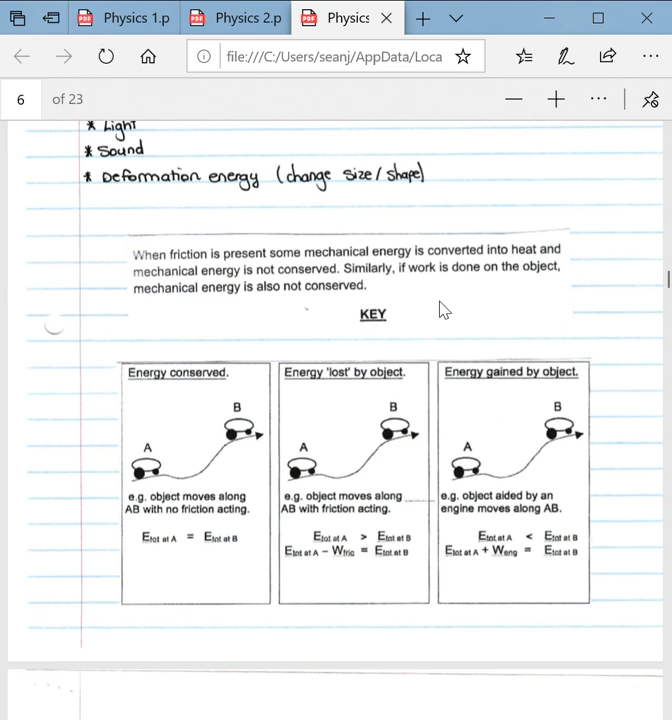 Physics 1.p
Physics 2.p
Physics
file:///C:/Users/seanj/AppData/Loca
6 of 23
* Light
* Sound
* Deformation energy (change size / shape)
When friction is present some mechanical energy is converted into heat and
mechanical energy is not conserved. Similarly, if work is done on the object,
mechanical energy is also not conserved.
KEY
Energy conserved.
B
A
e.g. object moves along
AB with no friction acting.
Etot at A = Etot at B
Energy 'lost' by object.
B
A
e.g. object moves along
AB with friction acting.
Etot at A > Etot at B
Etot at A - Wfric = Etot at B
Energy gained by object.
B
A
e.g. object aided by an
engine moves along AB.
Etot at A < Etot at B
Etot at A + Weng = Etot at B